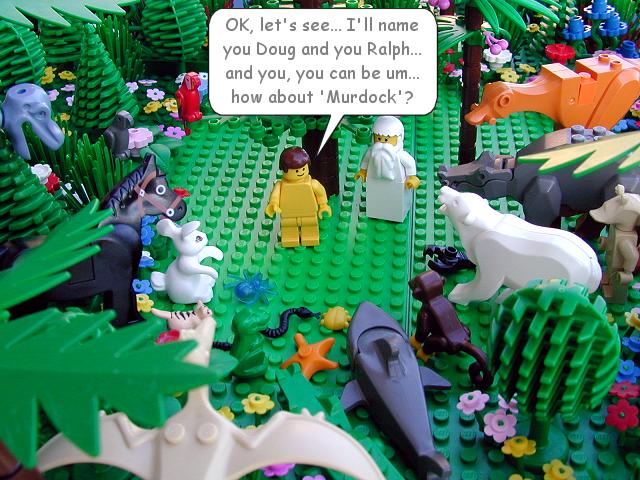 OK, let's see... I'll name
you Doug and you Ralph...
and you, you can be um...
how about 'Murdock'?